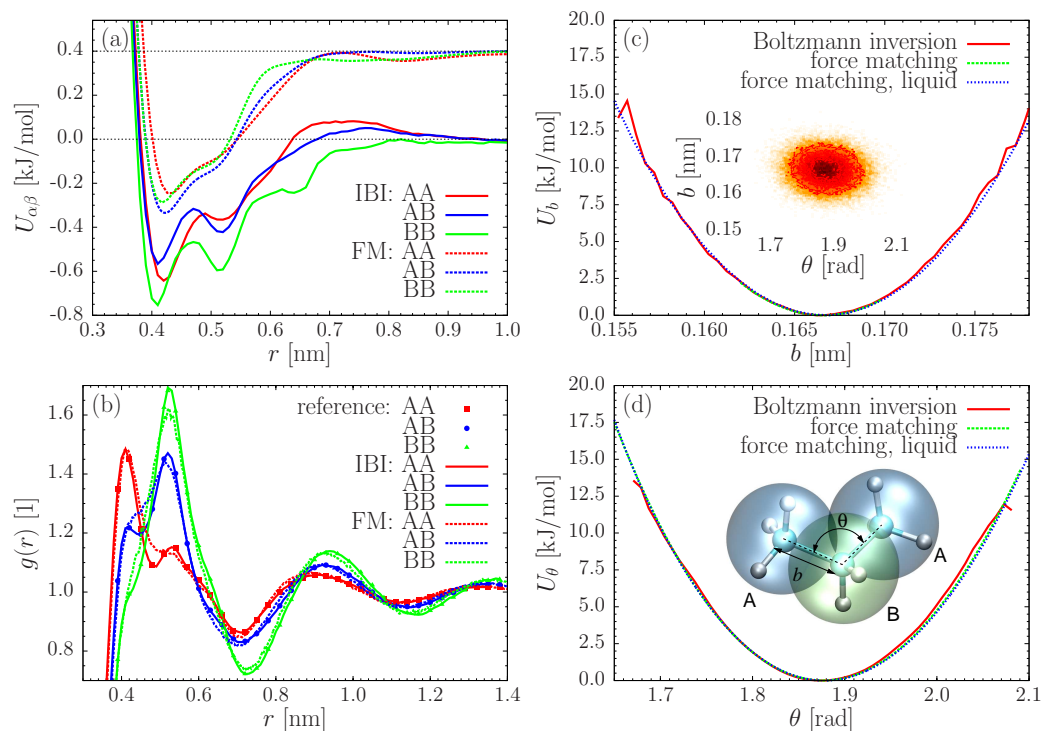 (a)
0.4
0.0
-0.2
-0.4
-0.6
-0.8
U_{αβ} [kJ/mol]
IBI: AA
AB
BB
FM: AA
AB
BB
0.3 0.4 0.5 0.6 0.7 0.8 0.9 1.0
r [nm]
(c)
20.0
17.5
15.0
12.5
10.0
7.5
5.0
2.5
0.0
U_b [kJ/mol]
Boltzmann inversion
force matching
force matching, liquid
0.18
0.17
0.16
0.15
b [nm]
1.7 1.9 2.1
θ [rad]
0.155 0.160 0.165 0.170 0.175
b [nm]
(b)
1.6
1.4
1.2
1.0
0.8
g(r) [1]
reference: AA
AB
BB
IBI: AA
AB
BB
FM: AA
AB
BB
0.4 0.6 0.8 1.0 1.2 1.4
r [nm]
(d)
20.0
17.5
15.0
12.5
10.0
7.5
5.0
2.5
0.0
U_θ [kJ/mol]
Boltzmann inversion
force matching
force matching, liquid
θ
b
A
A
B
1.7 1.8 1.9 2.0 2.1
θ [rad]